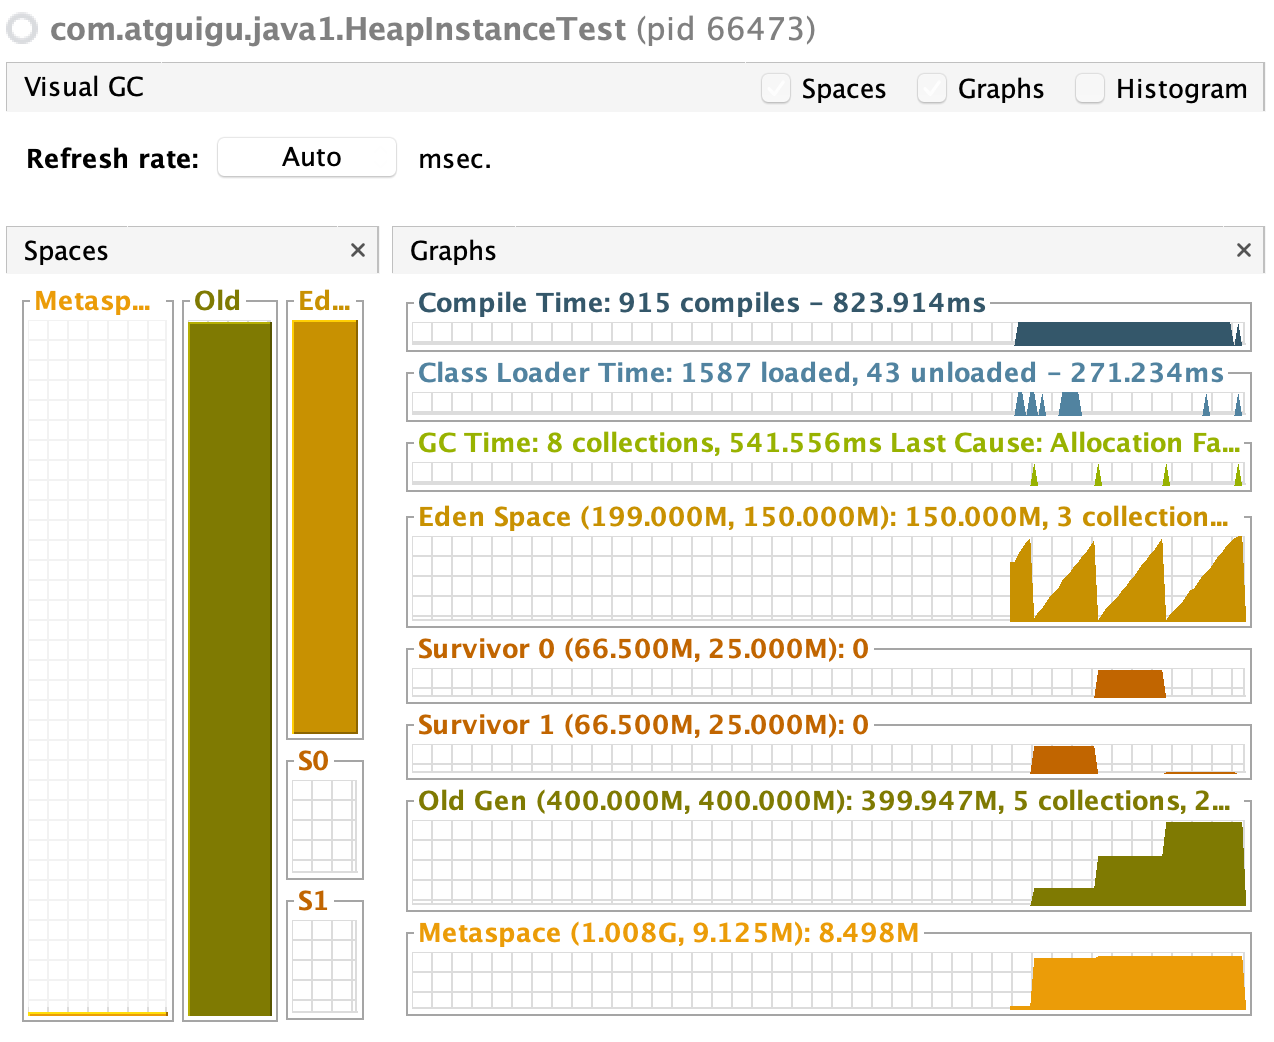 com.atguigu.java1.HeapInstanceTest (pid 66473)
Visual GC
Spaces
Graphs
Histogram
Refresh rate: Auto msec.
Spaces ×
Graphs ×
Metasp...
Old
Ed...
S0
S1
Compile Time: 915 compiles – 823.914ms
Class Loader Time: 1587 loaded, 43 unloaded – 271.234ms
GC Time: 8 collections, 541.556ms Last Cause: Allocation Fa...
Eden Space (199.000M, 150.000M): 150.000M, 3 collection...
Survivor 0 (66.500M, 25.000M): 0
Survivor 1 (66.500M, 25.000M): 0
Old Gen (400.000M, 400.000M): 399.947M, 5 collections, 2...
Metaspace (1.008G, 9.125M): 8.498M